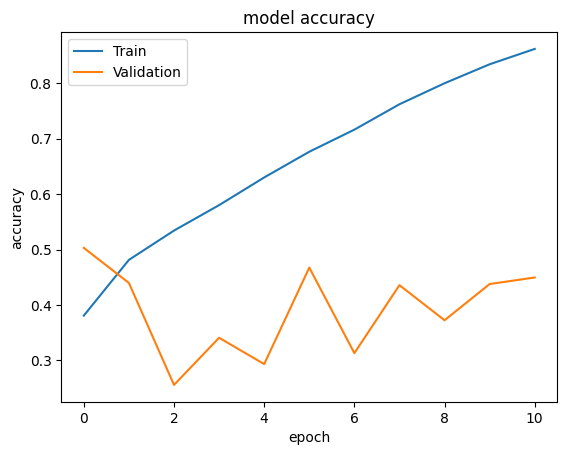 model accuracy
Train
Validation
0.8
0.7
0.6
0.5
0.4
0.3
accuracy
0 2 4 6 8 10
epoch